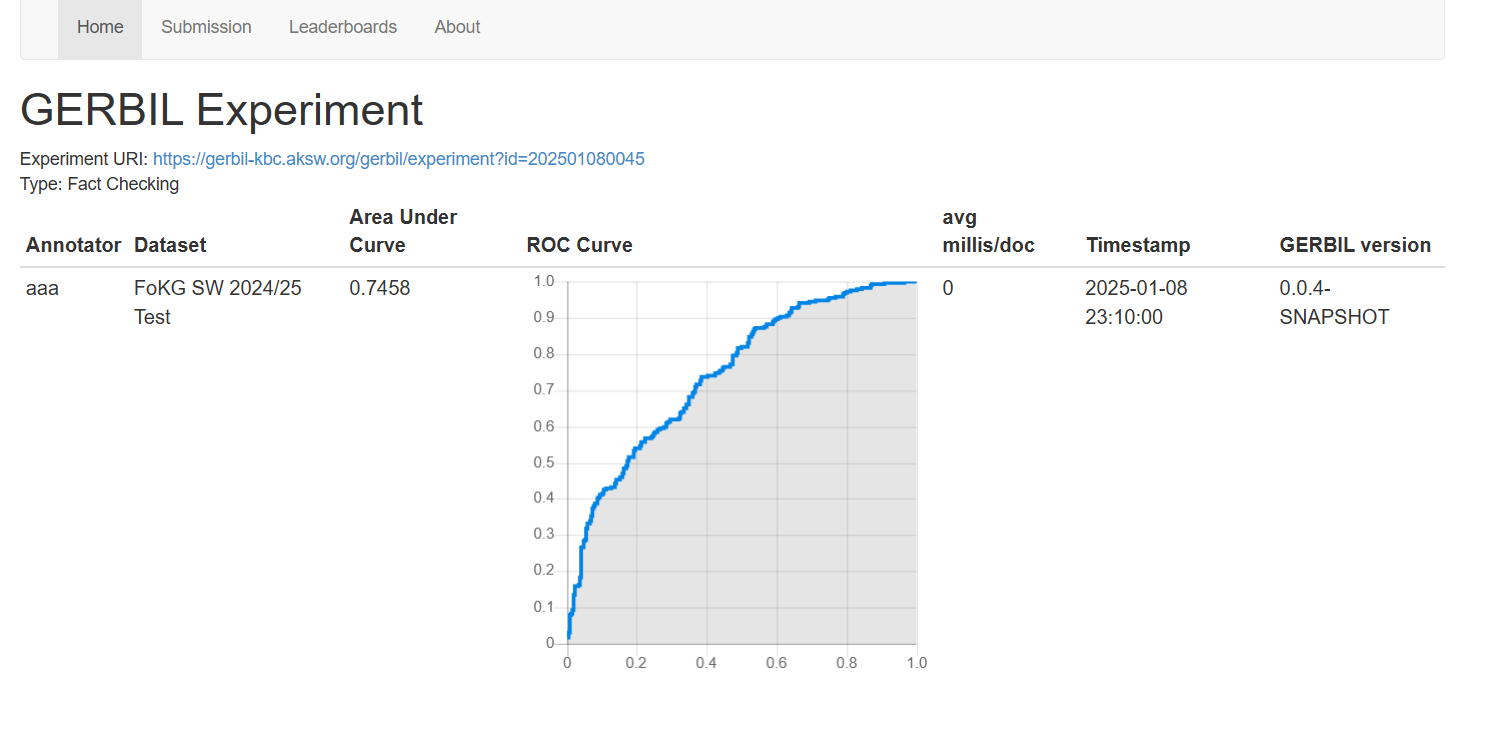 Home Submission Leaderboards About
GERBIL Experiment
Experiment URI: https://gerbil-kbc.aksw.org/gerbil/experiment?id=202501080045
Type: Fact Checking
Annotator Dataset Area Under Curve ROC Curve avg millis/doc Timestamp GERBIL version
aaa FoKG SW 2024/25 0.7458 0 2025-01-08 0.0.4-
Test 23:10:00 SNAPSHOT
1.0
0.9
0.8
0.7
0.6
0.5
0.4
0.3
0.2
0.1
0
0 0.2 0.4 0.6 0.8 1.0